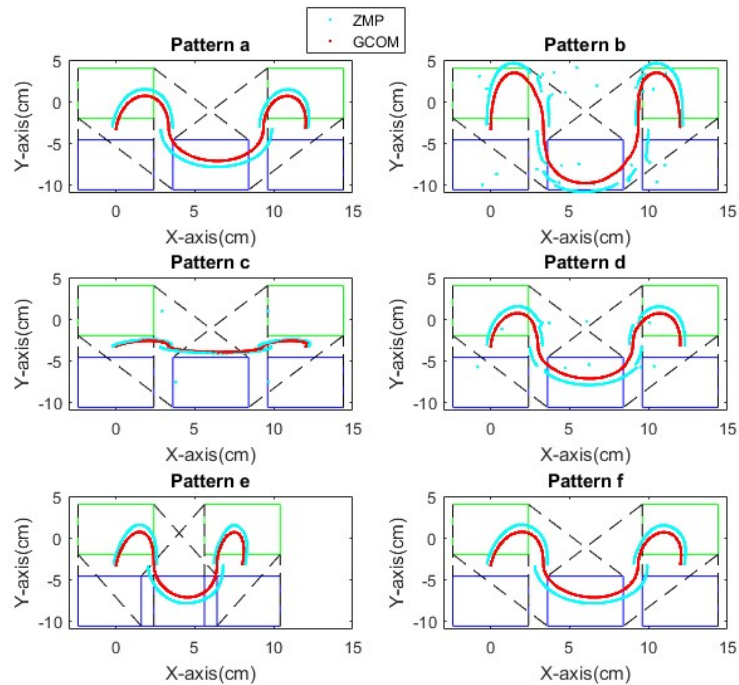 ZMP
GCOM
Pattern a
Pattern b
5
0
-5
-10
Y-axis(cm)
0 5 10 15
X-axis(cm)
5
0
-5
-10
Y-axis(cm)
0 5 10 15
X-axis(cm)
Pattern c
Pattern d
5
0
-5
-10
Y-axis(cm)
0 5 10 15
X-axis(cm)
5
0
-5
-10
Y-axis(cm)
0 5 10 15
X-axis(cm)
Pattern e
Pattern f
5
0
-5
-10
Y-axis(cm)
0 5 10 15
X-axis(cm)
5
0
-5
-10
Y-axis(cm)
0 5 10 15
X-axis(cm)